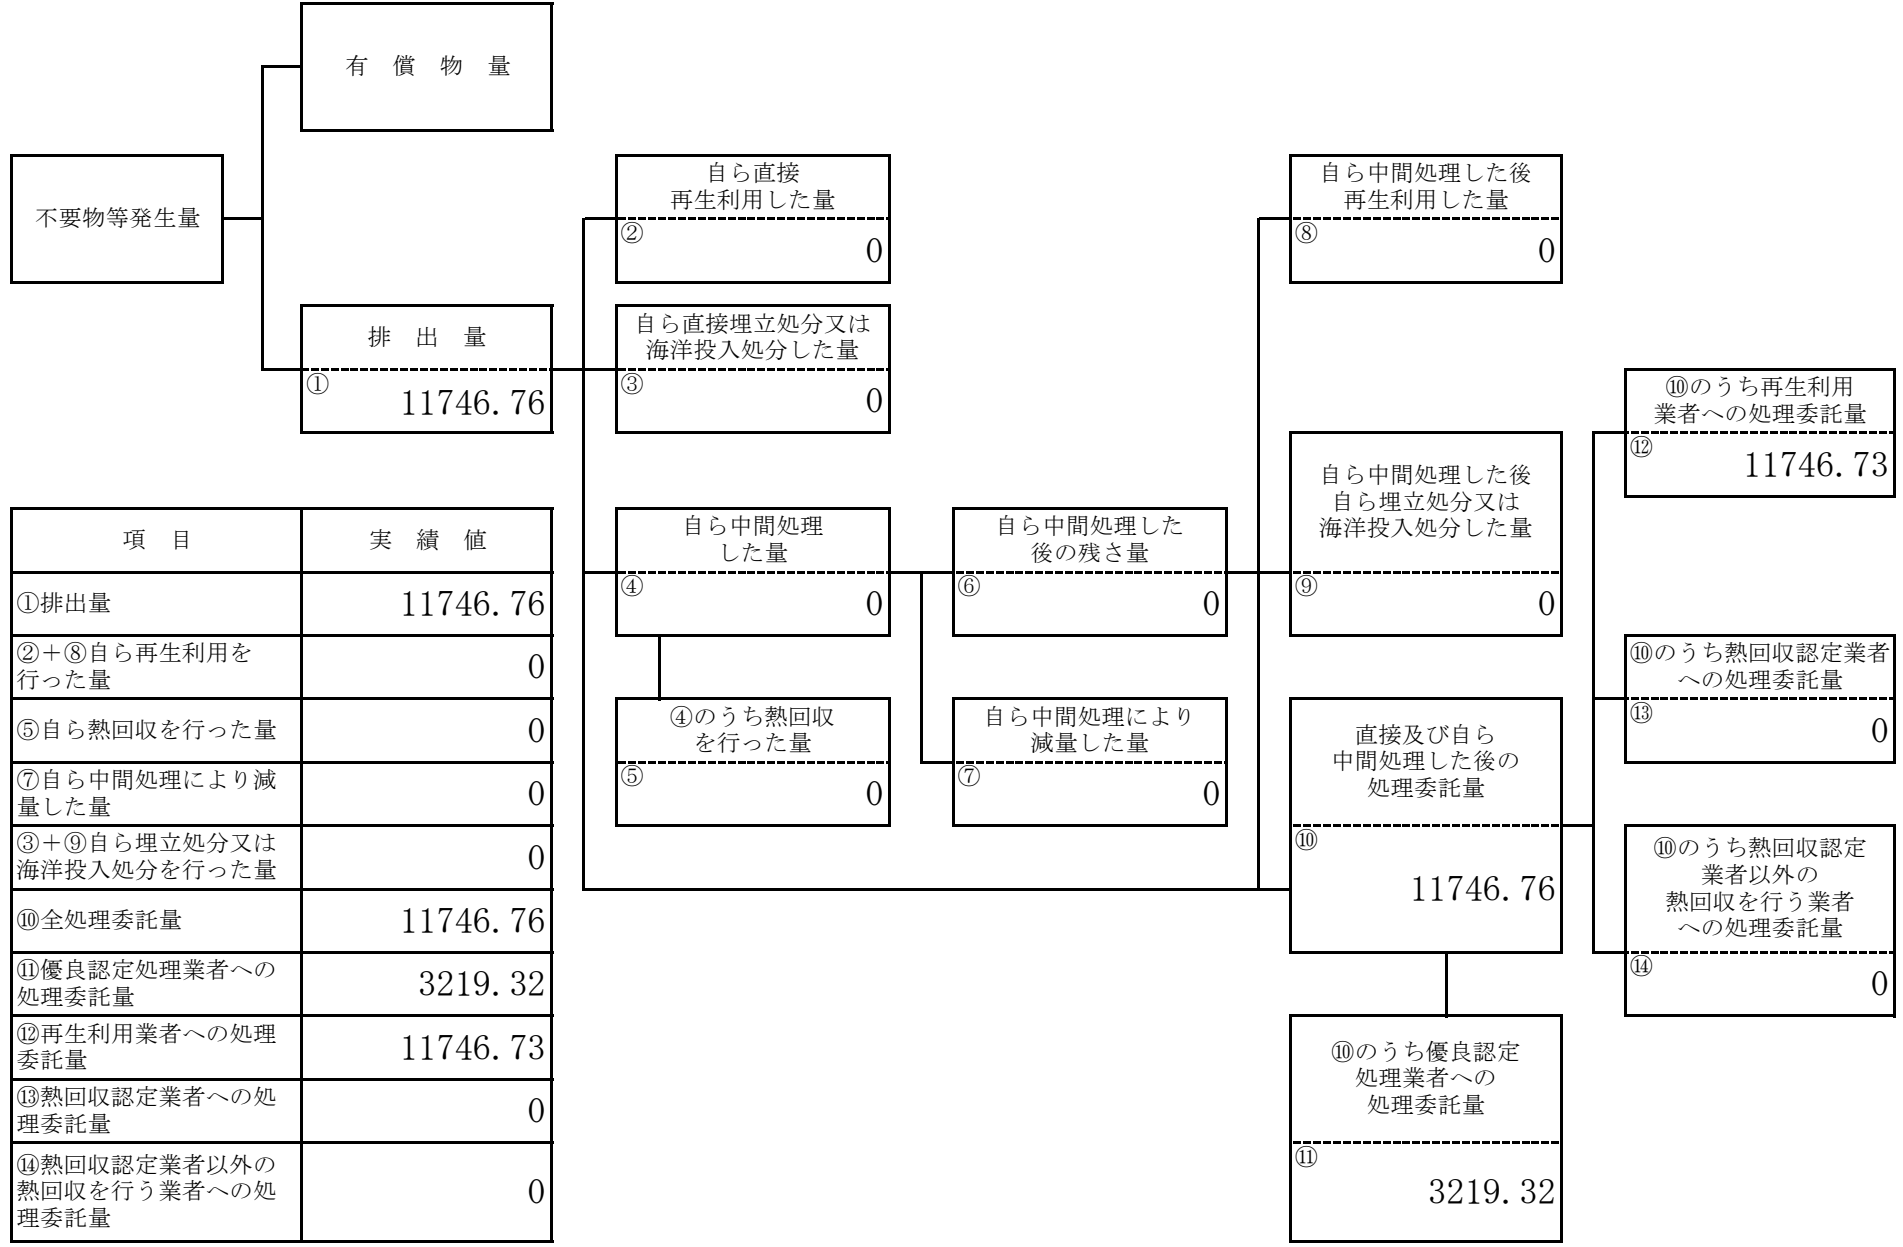 有　償　物　量
不要物等発生量
排　出　量
①
11746.76
自ら直接
再生利用した量
②
0
自ら直接埋立処分又は
海洋投入処分した量
③
0
自ら中間処理
した量
④
0
④のうち熱回収
を行った量
⑤
0
自ら中間処理した
後の残さ量
⑥
0
自ら中間処理により
減量した量
⑦
0
自ら中間処理した後
再生利用した量
⑧
0
自ら中間処理した後
自ら埋立処分又は
海洋投入処分した量
⑨
0
直接及び自ら
中間処理した後の
処理委託量
⑩
11746.76
⑩のうち優良認定
処理業者への
処理委託量
⑪
3219.32
⑩のうち再生利用
業者への処理委託量
⑫
11746.73
⑩のうち熱回収認定業者
への処理委託量
⑬
0
⑩のうち熱回収認定
業者以外の
熱回収を行う業者
への処理委託量
⑭
0
項　目
実　績　値
①排出量
11746.76
②＋⑧自ら再生利用を
行った量
0
⑤自ら熱回収を行った量
0
⑦自ら中間処理により減
量した量
0
③＋⑨自ら埋立処分又は
海洋投入処分を行った量
0
⑩全処理委託量
11746.76
⑪優良認定処理業者への
処理委託量
3219.32
⑫再生利用業者への処理
委託量
11746.73
⑬熱回収認定業者への処
理委託量
0
⑭熱回収認定業者以外の
熱回収を行う業者への処
理委託量
0